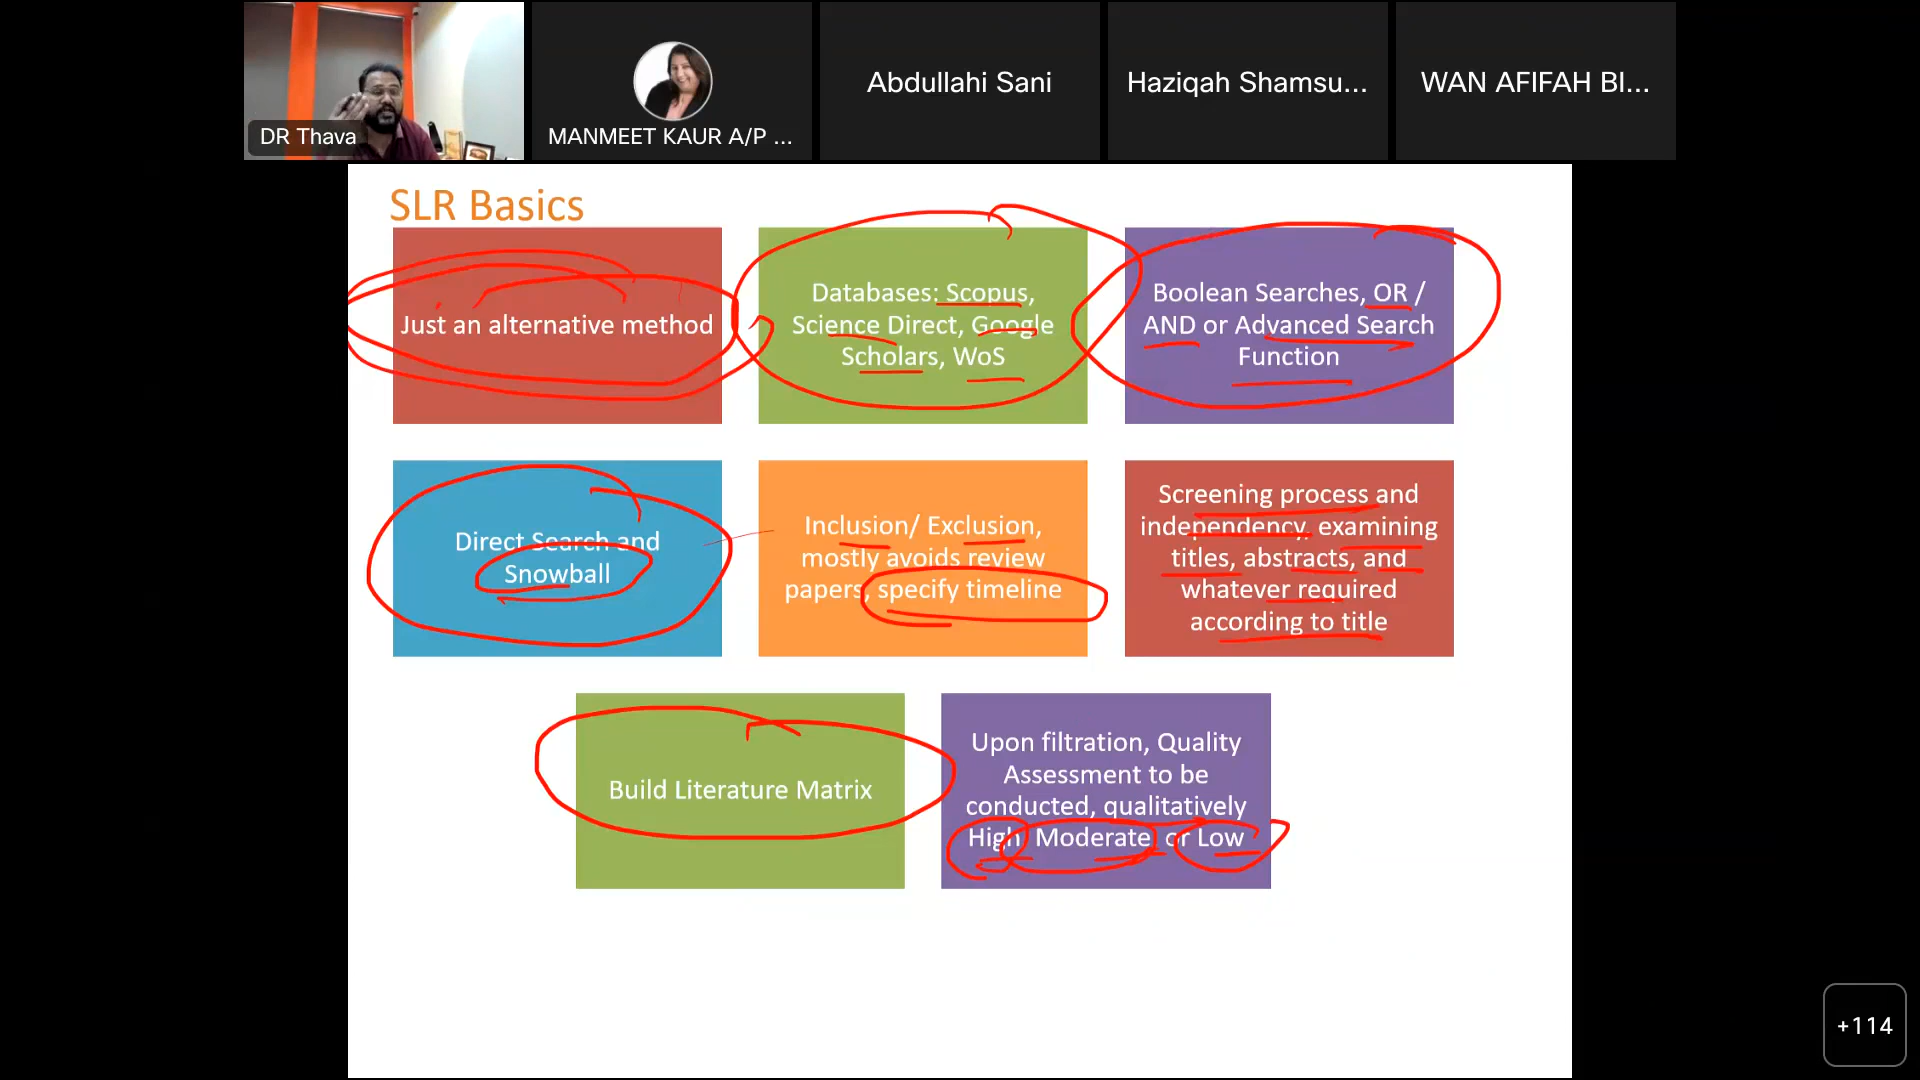 DR Thava
MANMEET KAUR A/P ...
Abdullahi Sani
Haziqah Shamsu...
WAN AFIFAH BI...
SLR Basics
Just an alternative method
Databases: Scopus,
Science Direct, Google
Scholars, WoS
Boolean Searches, OR /
AND or Advanced Search
Function
Direct Search and
Snowball
Inclusion/ Exclusion,
mostly avoids review
papers, specify timeline
Screening process and
independency, examining
titles, abstracts, and
whatever required
according to title
Build Literature Matrix
Upon filtration, Quality
Assessment to be
conducted, qualitatively
High, Moderate, or Low
+114